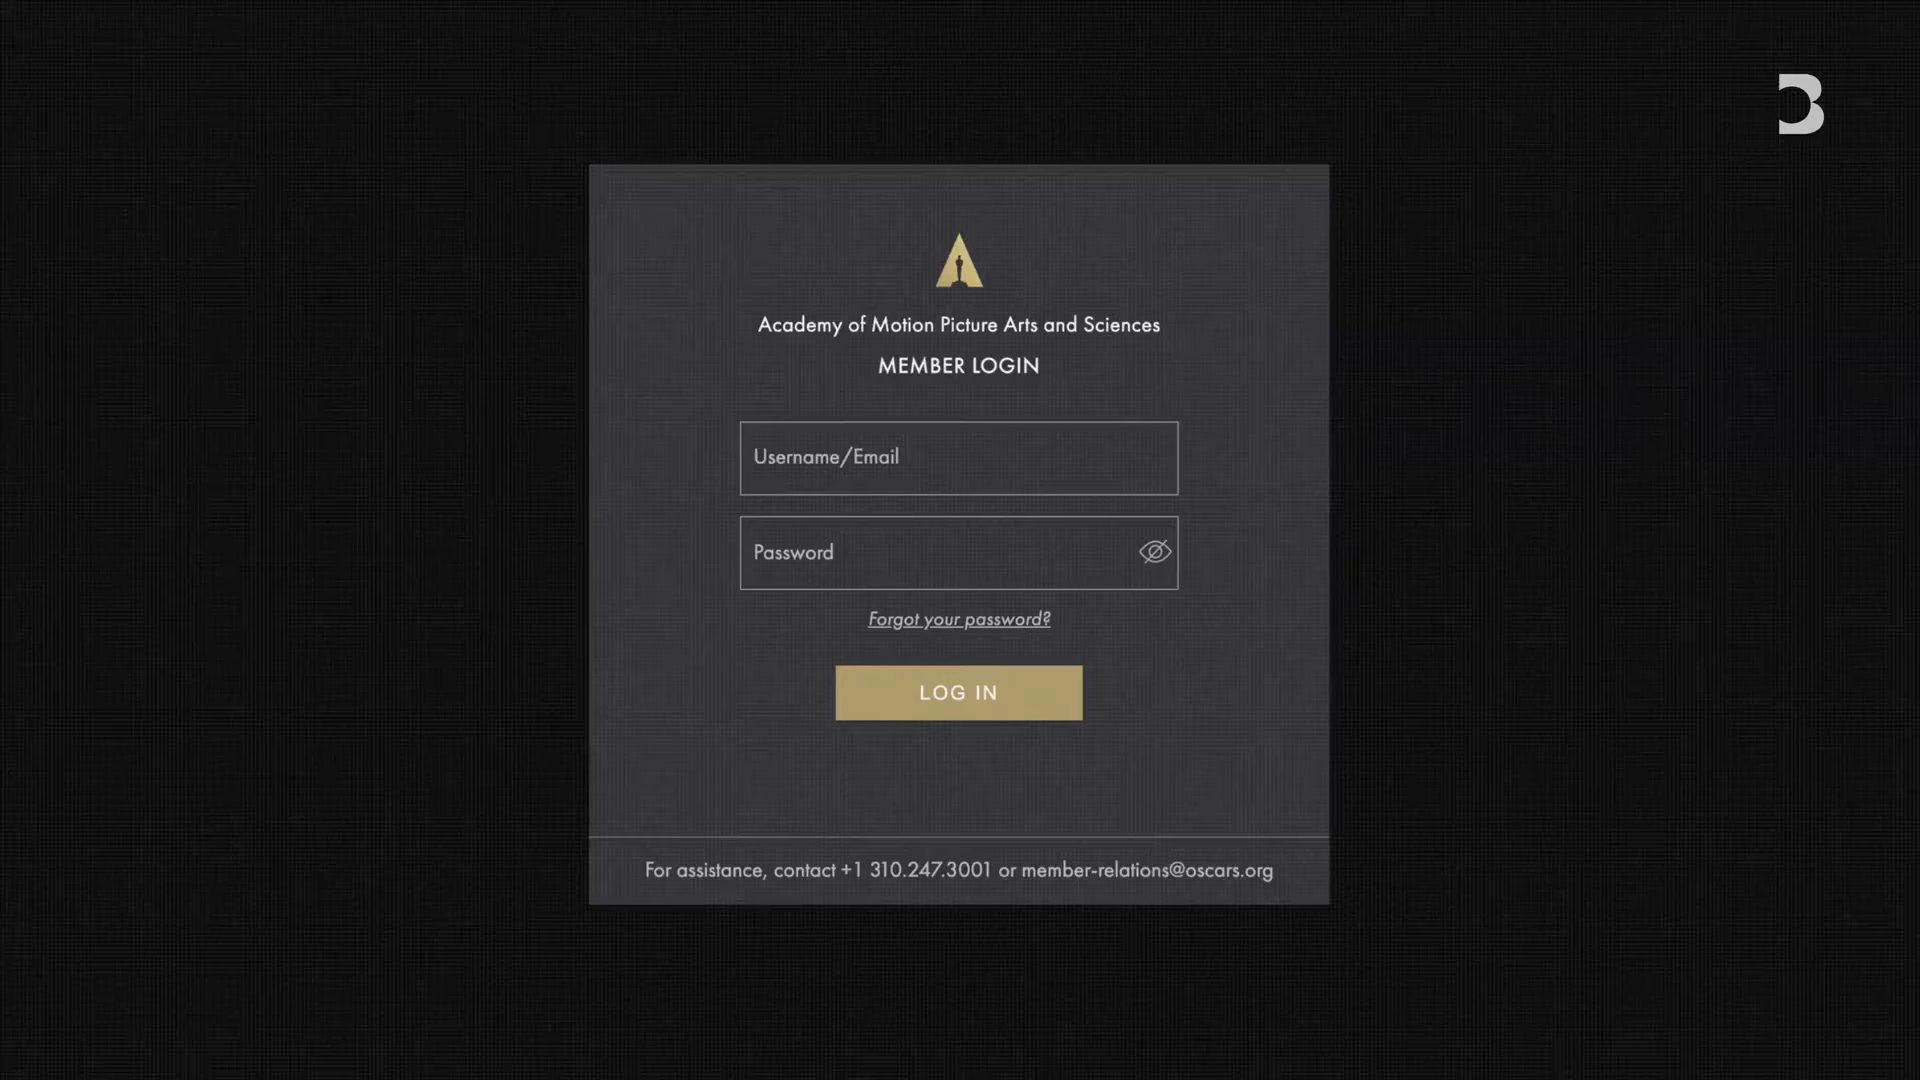 Academy of Motion Picture Arts and Sciences
MEMBER LOGIN
Username/Email
Password
Forgot your password?
LOG IN
For assistance, contact +1 310.247.3001 or member-relations@oscars.org